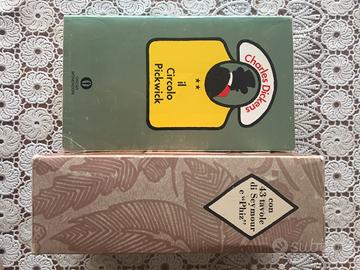 Charles Dickens
**
il
Circolo
Pickwick
con
43 tavole
di Seymour
e "Phiz"
subito